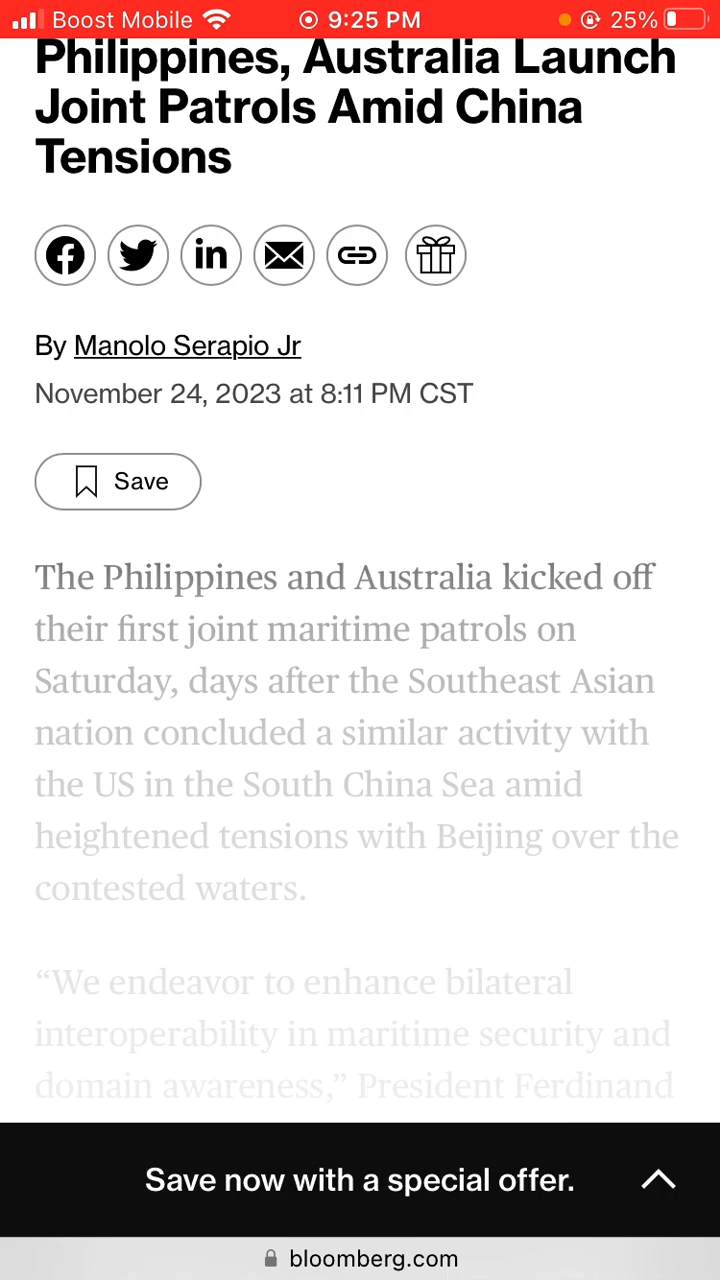 Boost Mobile 9:25 PM 25%
Philippines, Australia Launch
Joint Patrols Amid China
Tensions
in
By Manolo Serapio Jr
November 24, 2023 at 8:11 PM CST
Save
The Philippines and Australia kicked off
their first joint maritime patrols on
Saturday, days after the Southeast Asian
nation concluded a similar activity with
the US in the South China Sea amid
heightened tensions with Beijing over the
contested waters.
“We endeavor to enhance bilateral
interoperability in maritime security and
domain awareness,” President Ferdinand
Save now with a special offer.
bloomberg.com